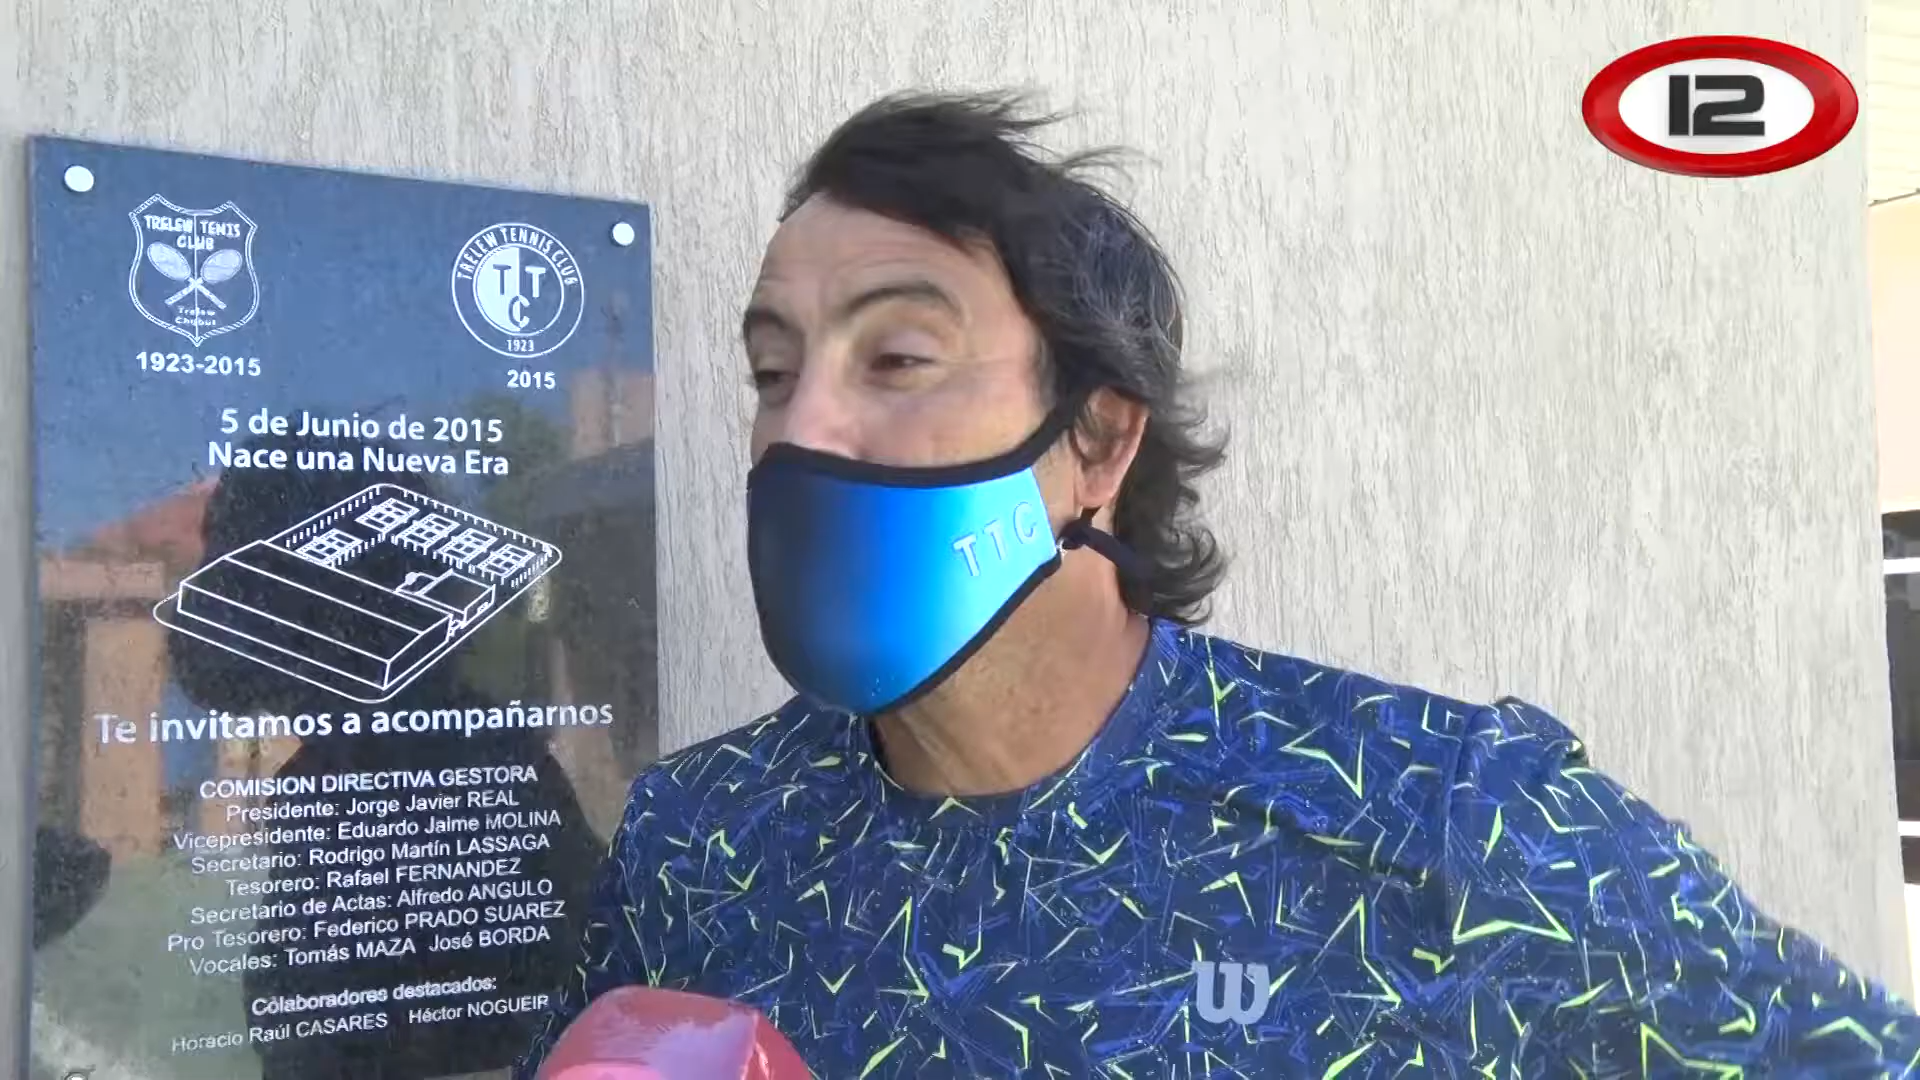 12
TRELEW TENIS
CLUB
Trelew
Chubut
1923-2015
TRELEW TENNIS CLUB
T T
C
1923
2015
5 de Junio de 2015
Nace una Nueva Era
Te invitamos a acompañarnos
COMISION DIRECTIVA GESTORA
Presidente: Jorge Javier REAL
Vicepresidente: Eduardo Jaime MOLINA
Secretario: Rodrigo Martín LASSAGA
Tesorero: Rafael FERNANDEZ
Secretario de Actas: Alfredo ANGULO
Pro Tesorero: Federico PRADO SUAREZ
Vocales: Tomás MAZA José BORDA
Colaboradores destacados:
Horacio Raúl CASARES Héctor NOGUEIR
TTC
W